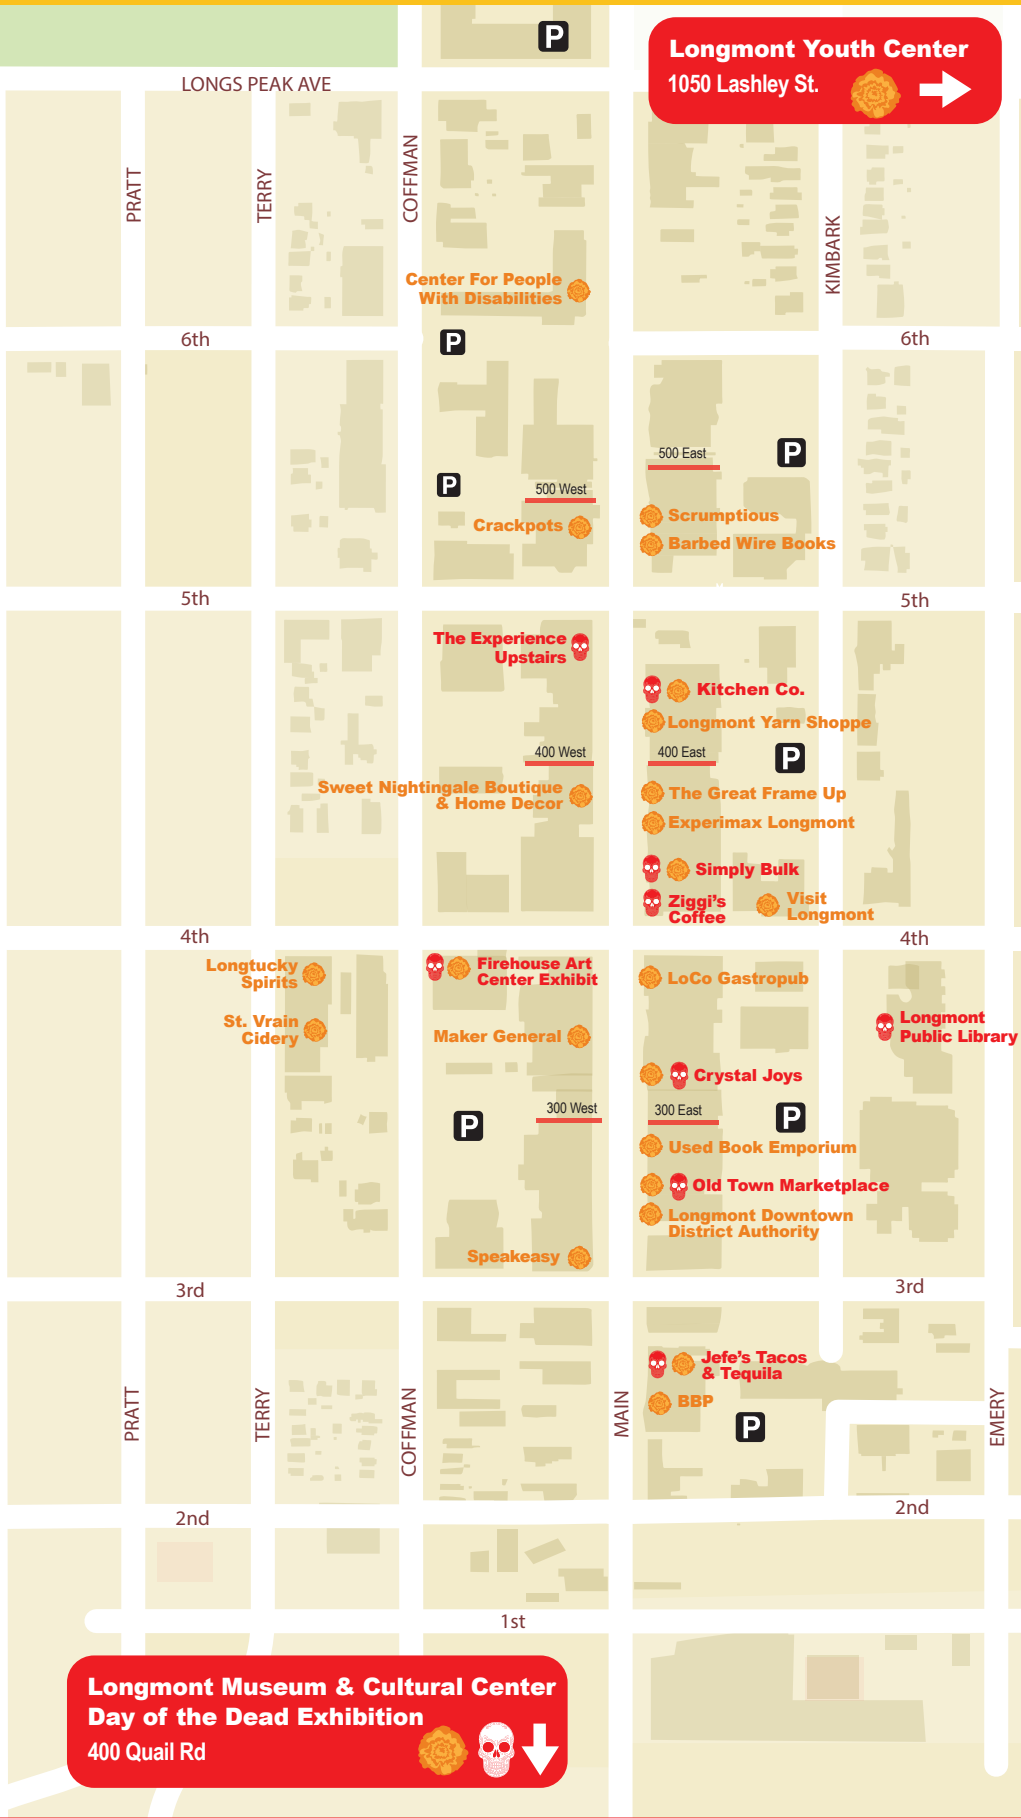 P
Longmont Youth Center
1050 Lashley St.
LONGS PEAK AVE
PRATT
TERRY
COFFMAN
KIMBARK
Center For People
With Disabilities
6th
P
6th
500 East
P
P
500 West
Crackpots
Scrumptious
Barbed Wire Books
5th
5th
The Experience
Upstairs
Kitchen Co.
Longmont Yarn Shoppe
400 West
400 East
P
Sweet Nightingale Boutique
& Home Decor
The Great Frame Up
Experimax Longmont
Simply Bulk
Ziggi's
Coffee
Visit
Longmont
4th
4th
Longtucky
Spirits
Firehouse Art
Center Exhibit
LoCo Gastropub
St. Vrain
Cidery
Maker General
Longmont
Public Library
Crystal Joys
300 West
300 East
P
P
Used Book Emporium
Old Town Marketplace
Longmont Downtown
District Authority
Speakeasy
3rd
3rd
Jefe's Tacos
& Tequila
BBP
PRATT
TERRY
COFFMAN
MAIN
P
EMERY
2nd
2nd
1st
Longmont Museum & Cultural Center
Day of the Dead Exhibition
400 Quail Rd